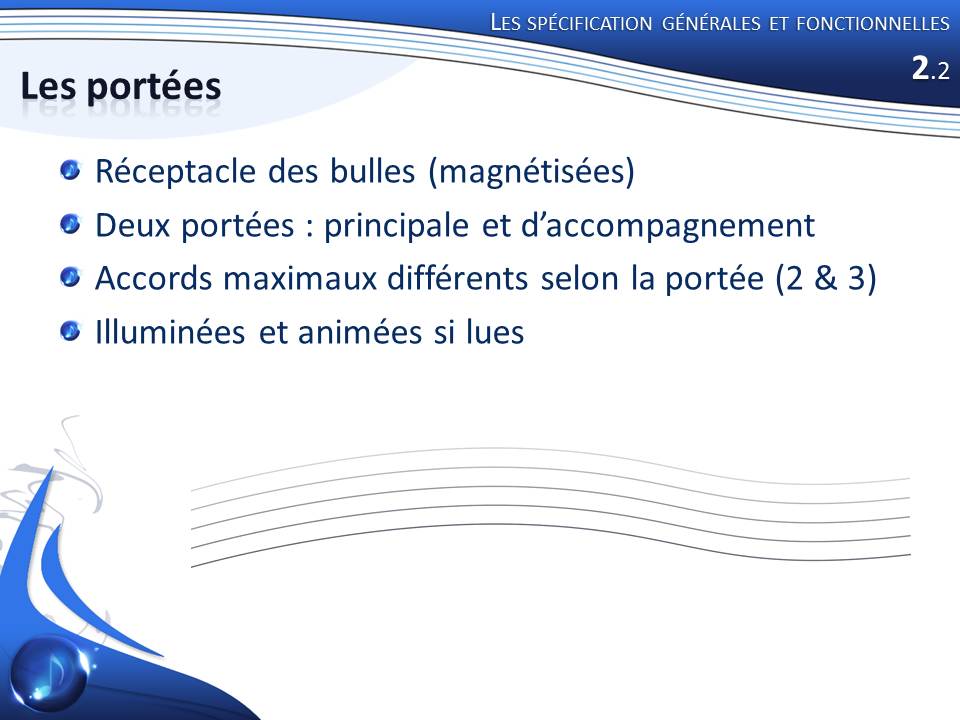 Les spécification générales et fonctionnelles
2.2
Les portées
Réceptacle des bulles (magnétisées)
Deux portées : principale et d’accompagnement
Accords maximaux différents selon la portée (2 & 3)
Illuminées et animées si lues